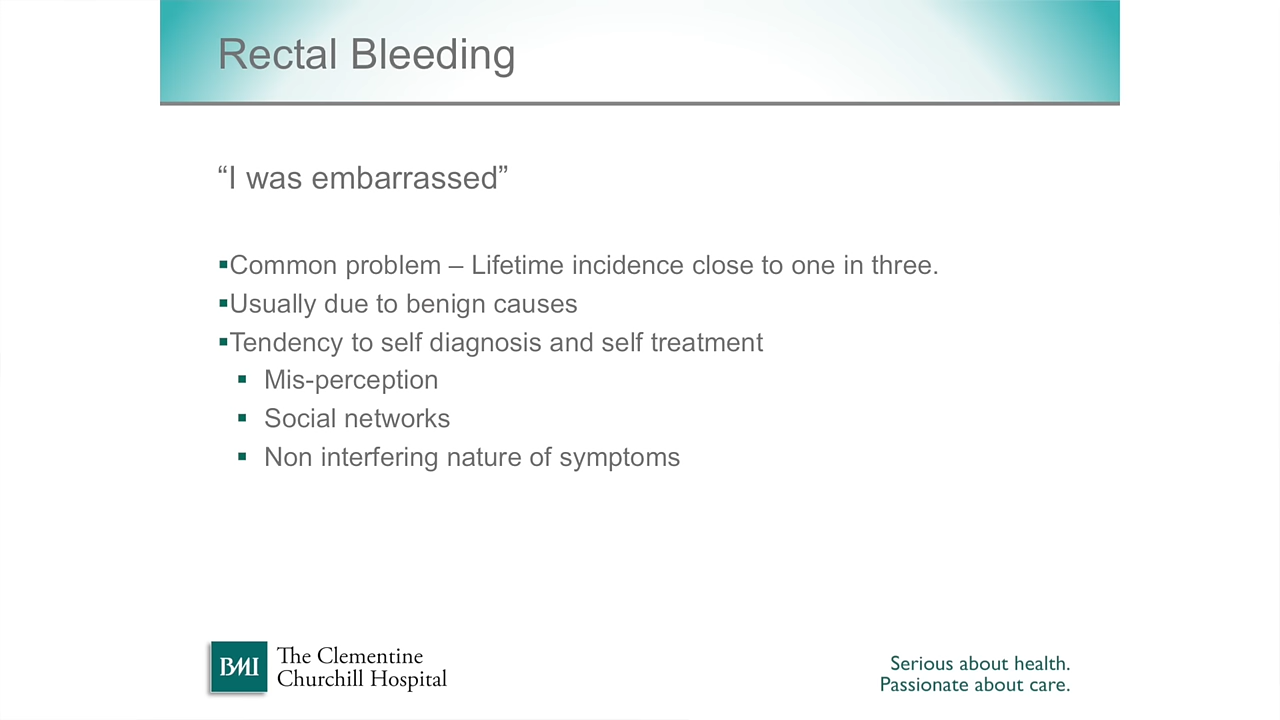 Rectal Bleeding
“I was embarrassed”
▪Common problem – Lifetime incidence close to one in three.
▪Usually due to benign causes
▪Tendency to self diagnosis and self treatment
▪ Mis-perception
▪ Social networks
▪ Non interfering nature of symptoms
BMI
The Clementine
Churchill Hospital
Serious about health.
Passionate about care.